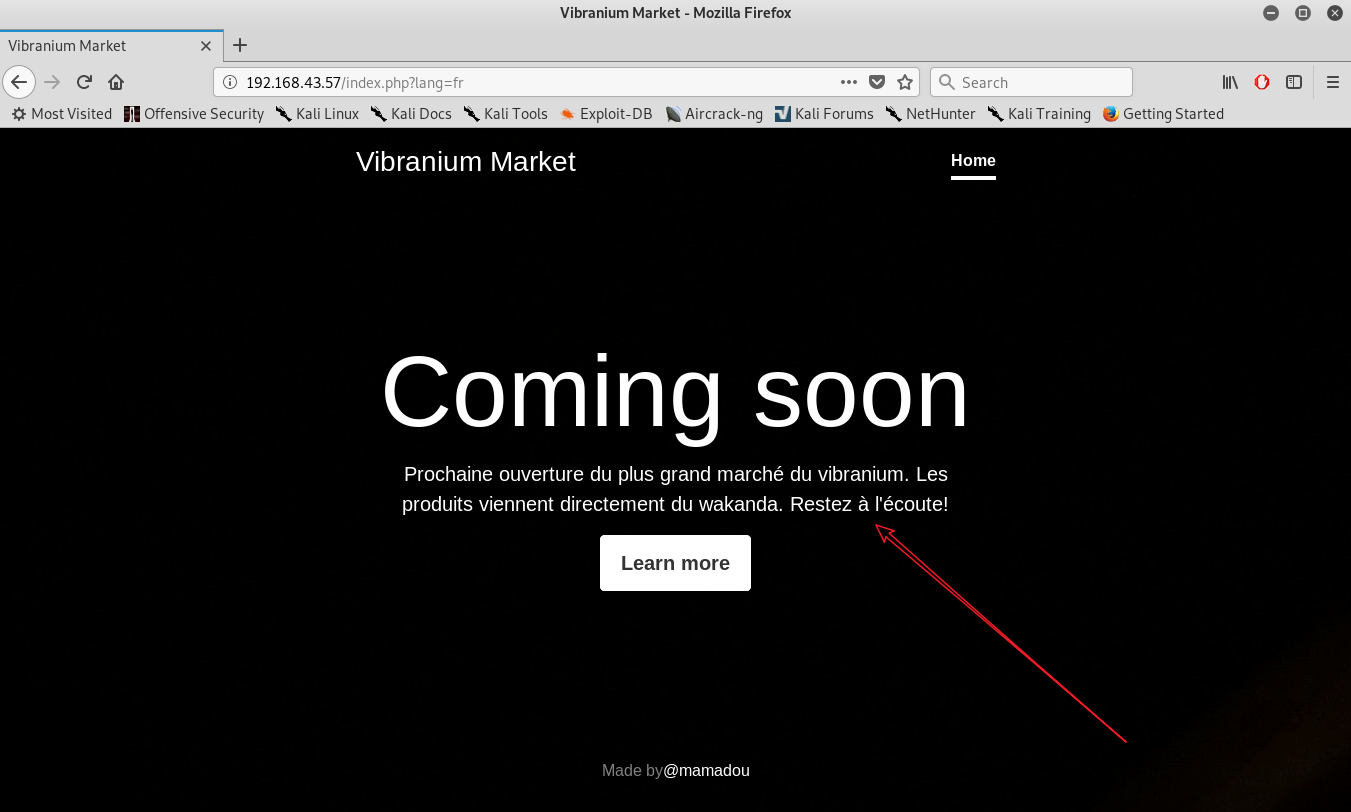 Vibranium Market - Mozilla Firefox
Vibranium Market
192.168.43.57/index.php?lang=fr
Search
Most Visited Offensive Security Kali Linux Kali Docs Kali Tools Exploit-DB Aircrack-ng Kali Forums NetHunter Kali Training Getting Started
Vibranium Market Home
Coming soon
Prochaine ouverture du plus grand marché du vibranium. Les
produits viennent directement du wakanda. Restez à l'écoute!
Learn more
Made by@mamadou